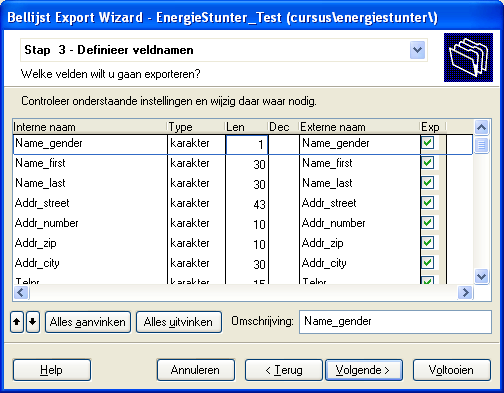 Bellijst Export Wizard - EnergieStunter_Test (cursus\energiestunter\)
Stap 3 - Definieer veldnamen
Welke velden wilt u gaan exporteren?
Controleer onderstaande instellingen en wijzig daar waar nodig.
Interne naam Type Len Dec Externe naam Exp
Name_gender karakter 1 Name_gender
Name_first karakter 30 Name_first
Name_last karakter 30 Name_last
Addr_street karakter 43 Addr_street
Addr_number karakter 10 Addr_number
Addr_zip karakter 10 Addr_zip
Addr_city karakter 30 Addr_city
Telnr karakter 15 Telnr
Alles aanvinken Alles uitvinken Omschrijving: Name_gender
Help Annuleren < Terug Volgende > Voltooien